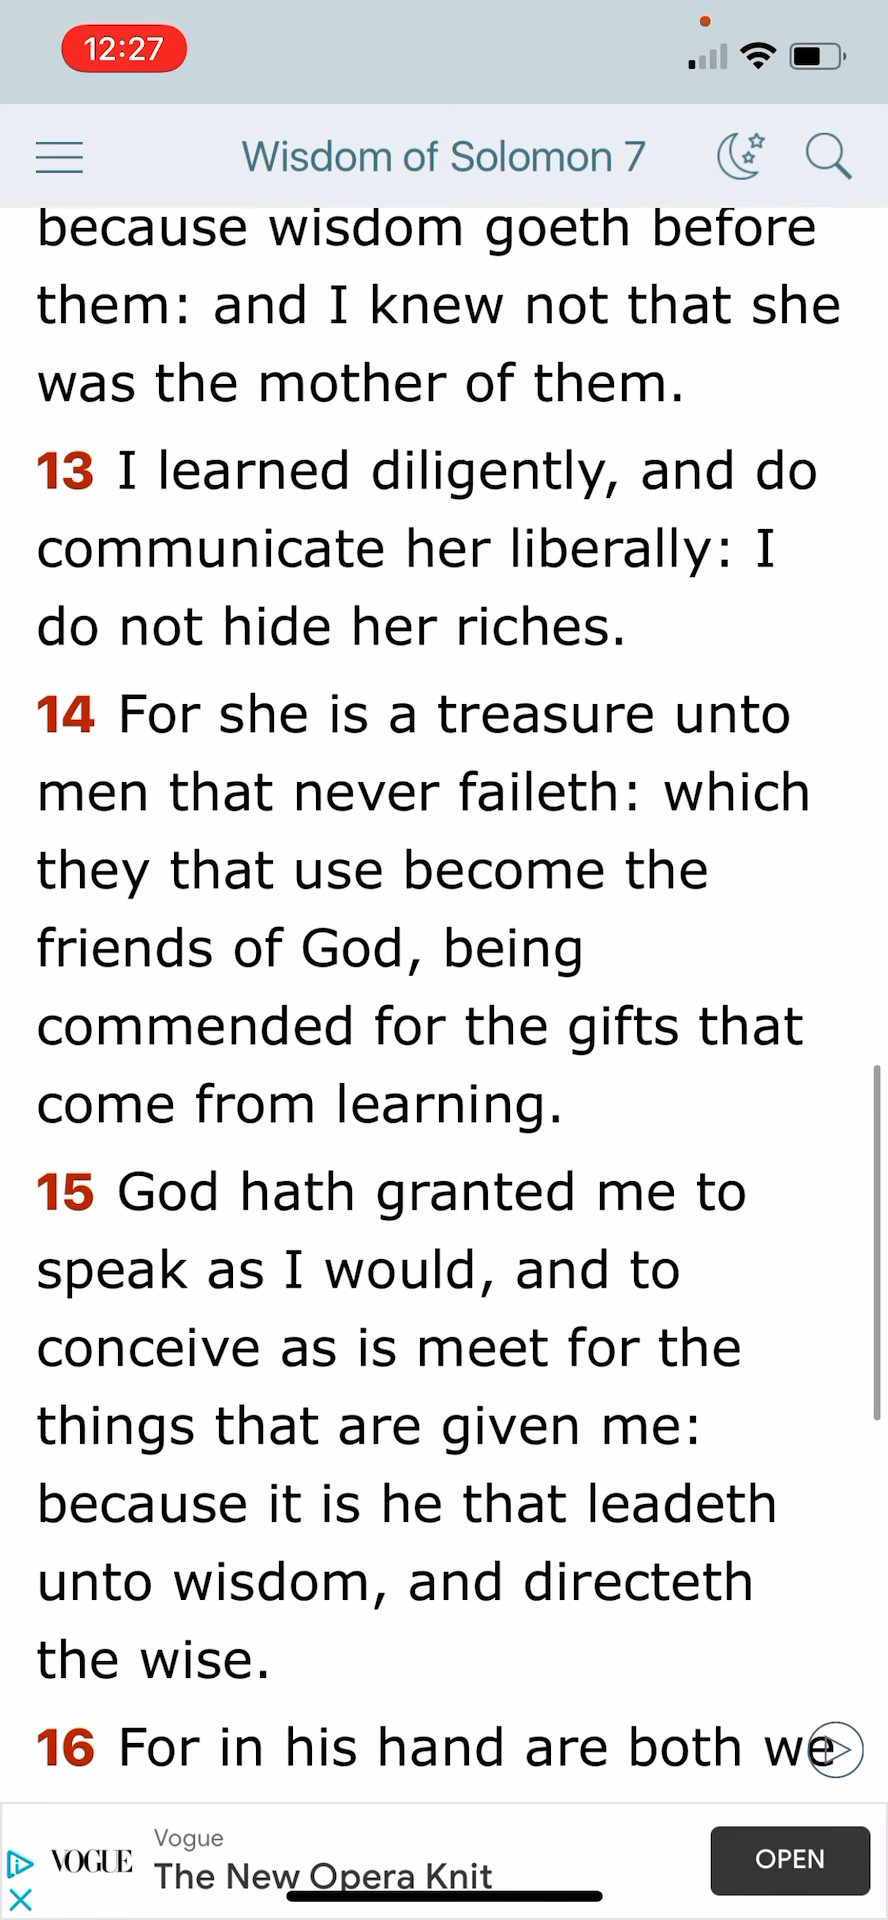 12:27
Wisdom of Solomon 7
because wisdom goeth before
them: and I knew not that she
was the mother of them.
13 I learned diligently, and do
communicate her liberally: I
do not hide her riches.
14 For she is a treasure unto
men that never faileth: which
they that use become the
friends of God, being
commended for the gifts that
come from learning.
15 God hath granted me to
speak as I would, and to
conceive as is meet for the
things that are given me:
because it is he that leadeth
unto wisdom, and directeth
the wise.
16 For in his hand are both we
Vogue
VOGUE
The New Opera Knit
OPEN